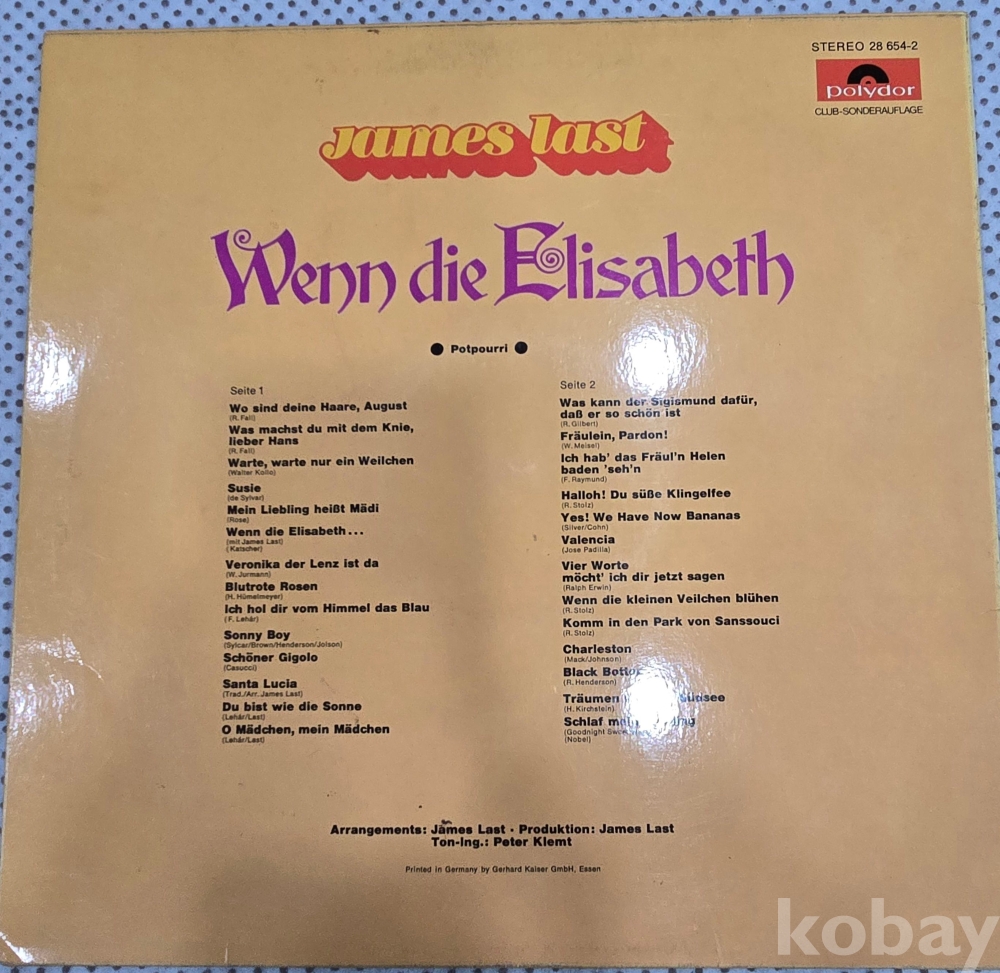 STEREO 28 654-2
polydor
CLUB-SONDERAUFLAGE
James Last
Wenn die Elisabeth
● Potpourri ●
Seite 1
Wo sind deine Haare, August
(R. Fall)
Was machst du mit dem Knie,
lieber Hans
(R. Fall)
Warte, warte nur ein Weilchen
(Walter Kollo)
Susie
(de Sylvar)
Mein Liebling heißt Mädi
(Rose)
Wenn die Elisabeth...
(mit James Last)
(Katscher)
Veronika der Lenz ist da
(W. Jurmann)
Blutrote Rosen
(H. Hümelmeyer)
Ich hol dir vom Himmel das Blau
(F. Lehár)
Sonny Boy
(Sylcar/Brown/Henderson/Jolson)
Schöner Gigolo
(Casucci)
Santa Lucia
(Trad./Arr. James Last)
Du bist wie die Sonne
(Lehár/Last)
O Mädchen, mein Mädchen
(Lehár/Last)
Seite 2
Was kann der Sigismund dafür,
daß er so schön ist
(R. Gilbert)
Fräulein, Pardon!
(W. Meisel)
Ich hab' das Fräul'n Helen
baden 'seh'n
(F. Raymund)
Halloh! Du süße Klingelfee
(R. Stolz)
Yes! We Have Now Bananas
(Silver/Cohn)
Valencia
(Jose Padilla)
Vier Worte
möcht' ich dir jetzt sagen
(Ralph Erwin)
Wenn die kleinen Veilchen blühen
(R. Stolz)
Komm in den Park von Sanssouci
(R. Stolz)
Charleston
(Mack/Johnson)
Black
(R. Henderson)
Träumen
(H. Kirchstein)
Schlaf
(Goodnight
(Nobel)
Arrangements: James Last · Produktion: James Last
Ton-Ing.: Peter Klemt
Printed in Germany by Gerhard Kaiser GmbH, Essen
kobay